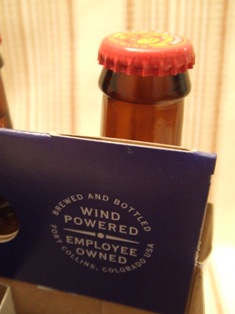 BREWED AND BOTTLED
WIND
POWERED
EMPLOYEE
OWNED
FORT COLLINS, COLORADO USA